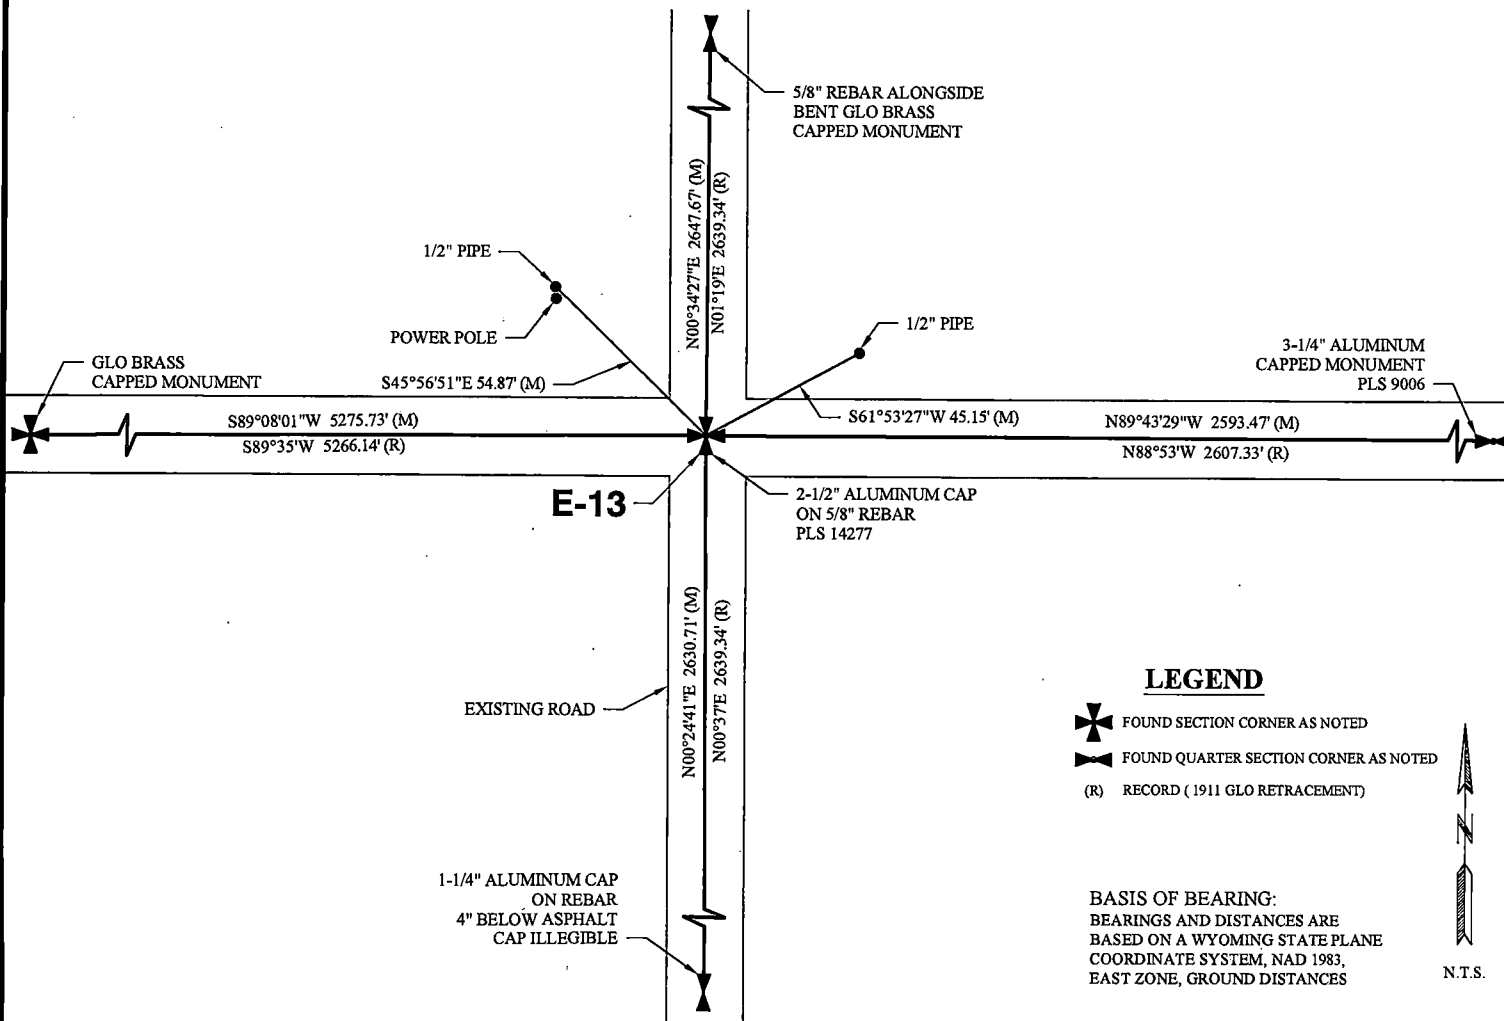 5/8" REBAR ALONGSIDE
BENT GLO BRASS
CAPPED MONUMENT
N00°34'27"E 2647.67' (M)
N01°19'E 2639.34' (R)
1/2" PIPE
POWER POLE
1/2" PIPE
GLO BRASS
CAPPED MONUMENT
S45°56'51"E 54.87' (M)
3-1/4" ALUMINUM
CAPPED MONUMENT
PLS 9006
S89°08'01"W 5275.73' (M)
S89°35'W 5266.14' (R)
S61°53'27"W 45.15' (M)
N89°43'29"W 2593.47' (M)
N88°53'W 2607.33' (R)
E-13
2-1/2" ALUMINUM CAP
ON 5/8" REBAR
PLS 14277
N00°24'41"E 2630.71' (M)
N00°37'E 2639.34' (R)
EXISTING ROAD
1-1/4" ALUMINUM CAP
ON REBAR
4" BELOW ASPHALT
CAP ILLEGIBLE
LEGEND
FOUND SECTION CORNER AS NOTED
FOUND QUARTER SECTION CORNER AS NOTED
(R) RECORD ( 1911 GLO RETRACEMENT)
BASIS OF BEARING:
BEARINGS AND DISTANCES ARE
BASED ON A WYOMING STATE PLANE
COORDINATE SYSTEM, NAD 1983,
EAST ZONE, GROUND DISTANCES
N
N.T.S.